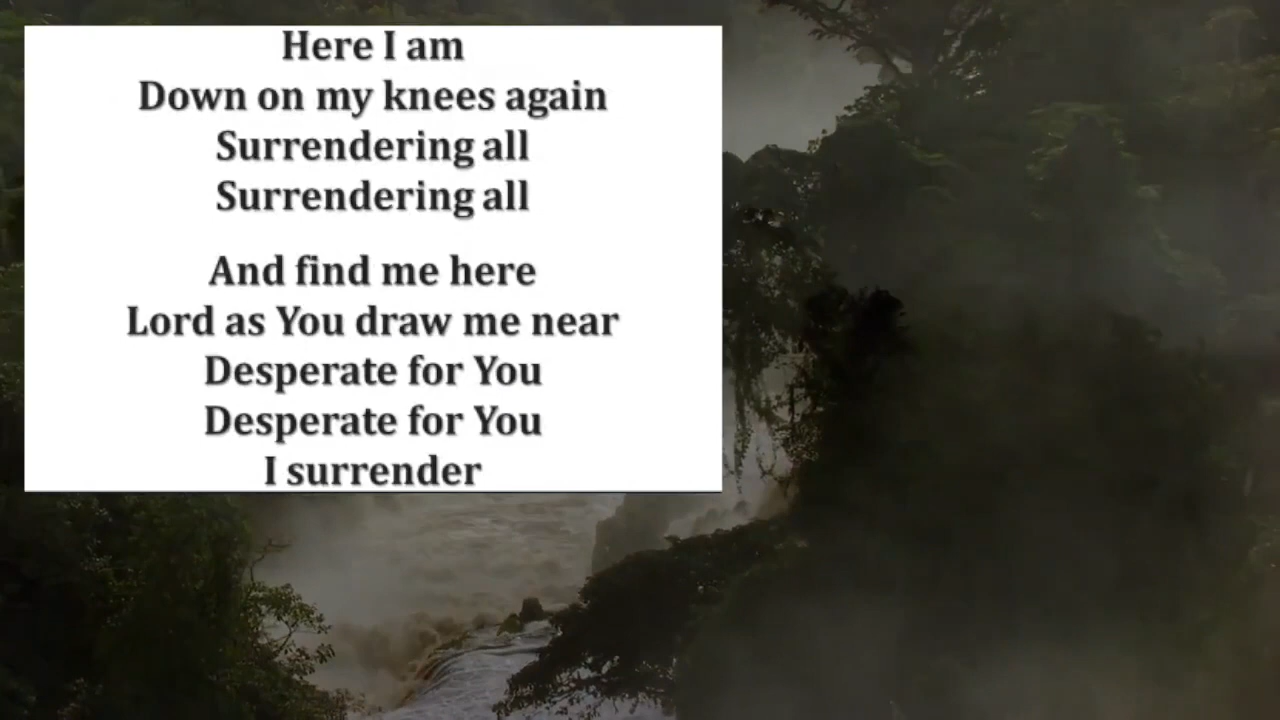 Here I am
Down on my knees again
Surrendering all
Surrendering all
And find me here
Lord as You draw me near
Desperate for You
Desperate for You
I surrender